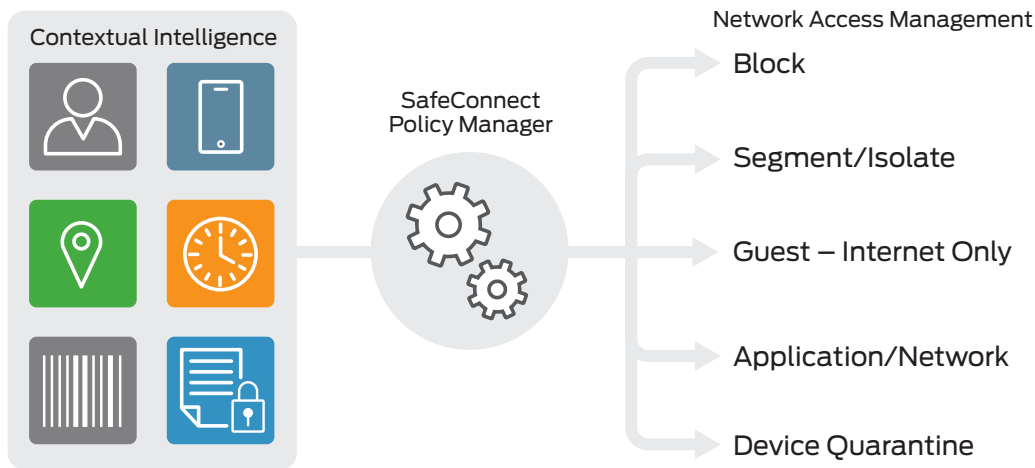 Contextual Intelligence
SafeConnect
Policy Manager
Network Access Management
Block
Segment/Isolate
Guest – Internet Only
Application/Network
Device Quarantine